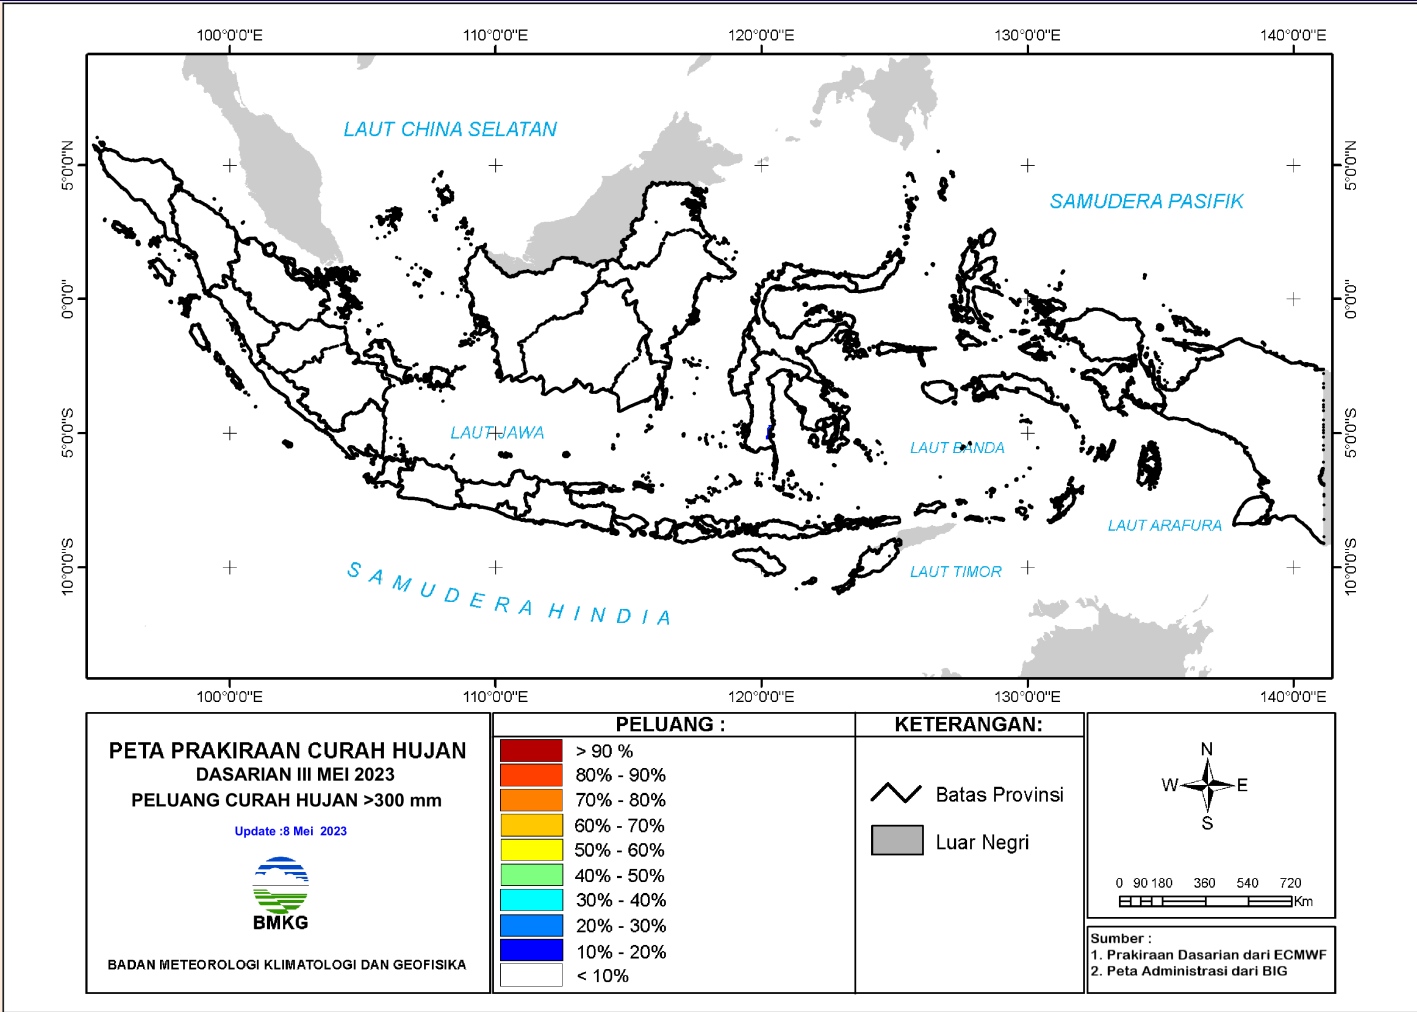 100°0'0"E 110°0'0"E 120°0'0"E 130°0'0"E 140°0'0"E
LAUT CHINA SELATAN
5°0'0"N 5°0'0"N
SAMUDERA PASIFIK
0°0'0" 0°0'0"
LAUT JAWA
5°0'0"S 5°0'0"S
LAUT BANDA
LAUT ARAFURA
10°0'0"S 10°0'0"S
LAUT TIMOR
SAMUDERA HINDIA
100°0'0"E 110°0'0"E 120°0'0"E 130°0'0"E 140°0'0"E
PETA PRAKIRAAN CURAH HUJAN
DASARIAN III MEI 2023
PELUANG CURAH HUJAN >300 mm
Update :8 Mei 2023
BMKG
BADAN METEOROLOGI KLIMATOLOGI DAN GEOFISIKA
PELUANG :
> 90 %
80% - 90%
70% - 80%
60% - 70%
50% - 60%
40% - 50%
30% - 40%
20% - 30%
10% - 20%
< 10%
KETERANGAN:
Batas Provinsi
Luar Negri
N
W E
S
0 90 180 360 540 720
Km
Sumber :
1. Prakiraan Dasarian dari ECMWF
2. Peta Administrasi dari BIG